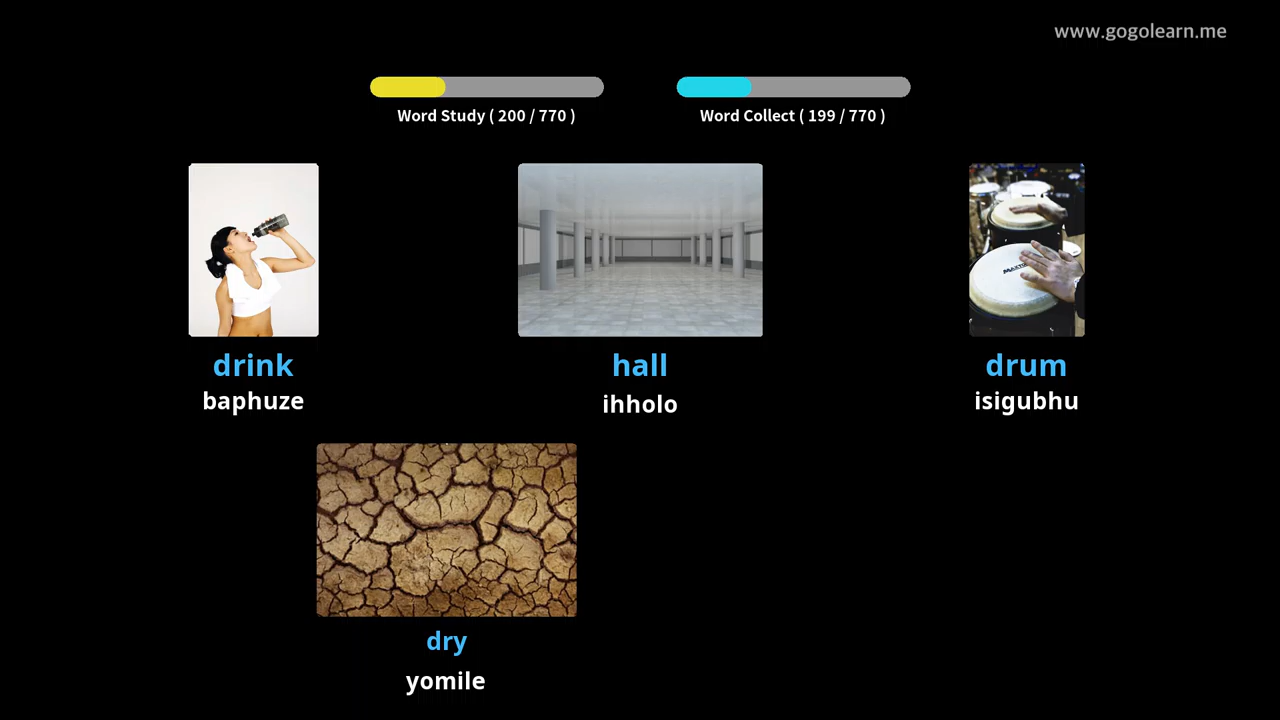 www.gogolearn.me
Word Study ( 200 / 770 )
Word Collect ( 199 / 770 )
drink
baphuze
hall
ihholo
drum
isigubhu
dry
yomile